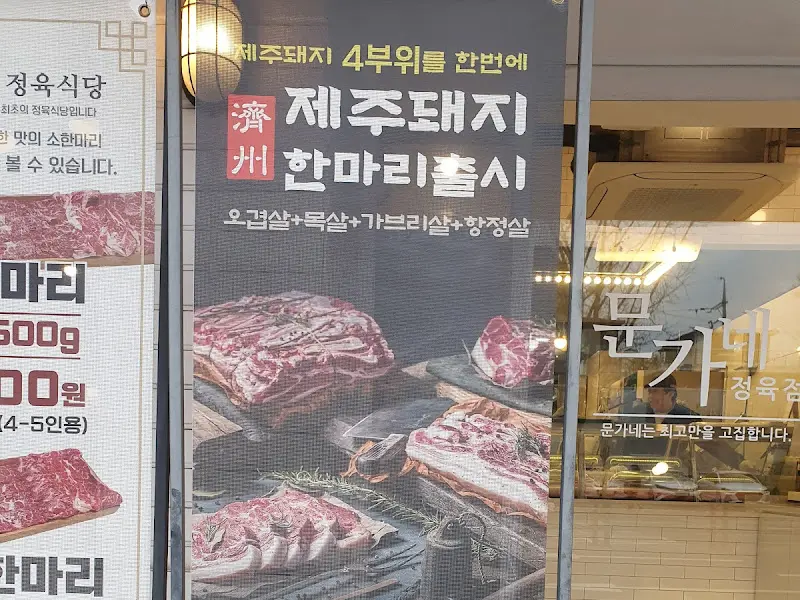 정육식당
최초의 정육식당입니다
한 맛의 소한마리
볼 수 있습니다.
마리
500g
00원
(4-5인용)
한마리
제주돼지 4부위를 한번에
濟州
제주돼지
한마리출시
오겹살+목살+가브리살+항정살
문가네
정육점
문가네는 최고만을 고집합니다.